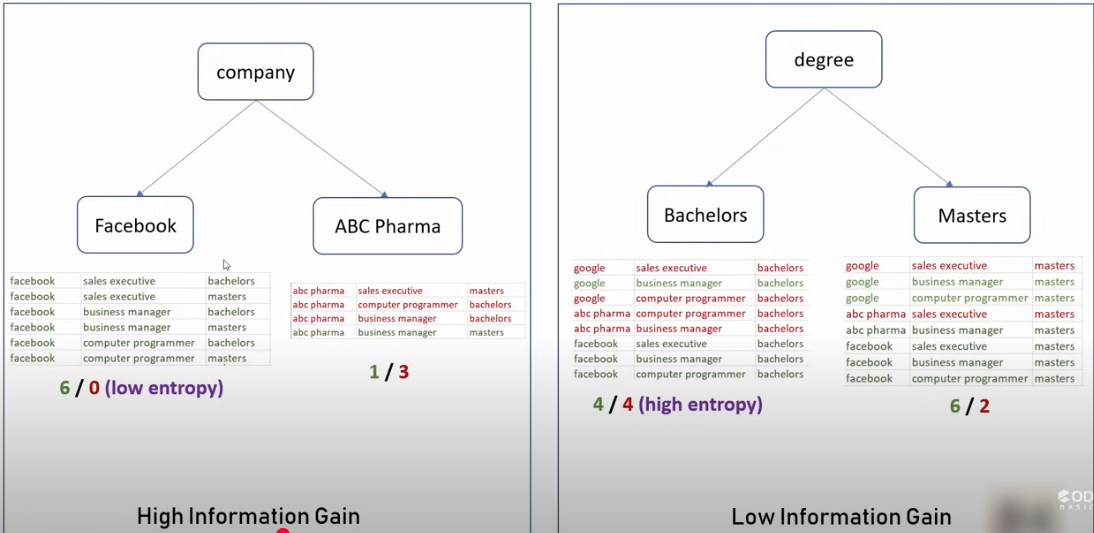 company
Facebook
ABC Pharma
facebook sales executive bachelors
facebook sales executive masters
facebook business manager bachelors
facebook business manager masters
facebook computer programmer bachelors
facebook computer programmer masters
6 / 0 (low entropy)
abc pharma sales executive masters
abc pharma computer programmer bachelors
abc pharma business manager bachelors
abc pharma business manager masters
1 / 3
High Information Gain
degree
Bachelors
Masters
google sales executive bachelors
google business manager bachelors
google computer programmer bachelors
abc pharma computer programmer bachelors
abc pharma business manager bachelors
facebook sales executive bachelors
facebook business manager bachelors
facebook computer programmer bachelors
4 / 4 (high entropy)
google sales executive masters
google business manager masters
google computer programmer masters
abc pharma sales executive masters
abc pharma business manager masters
facebook sales executive masters
facebook business manager masters
facebook computer programmer masters
6 / 2
Low Information Gain